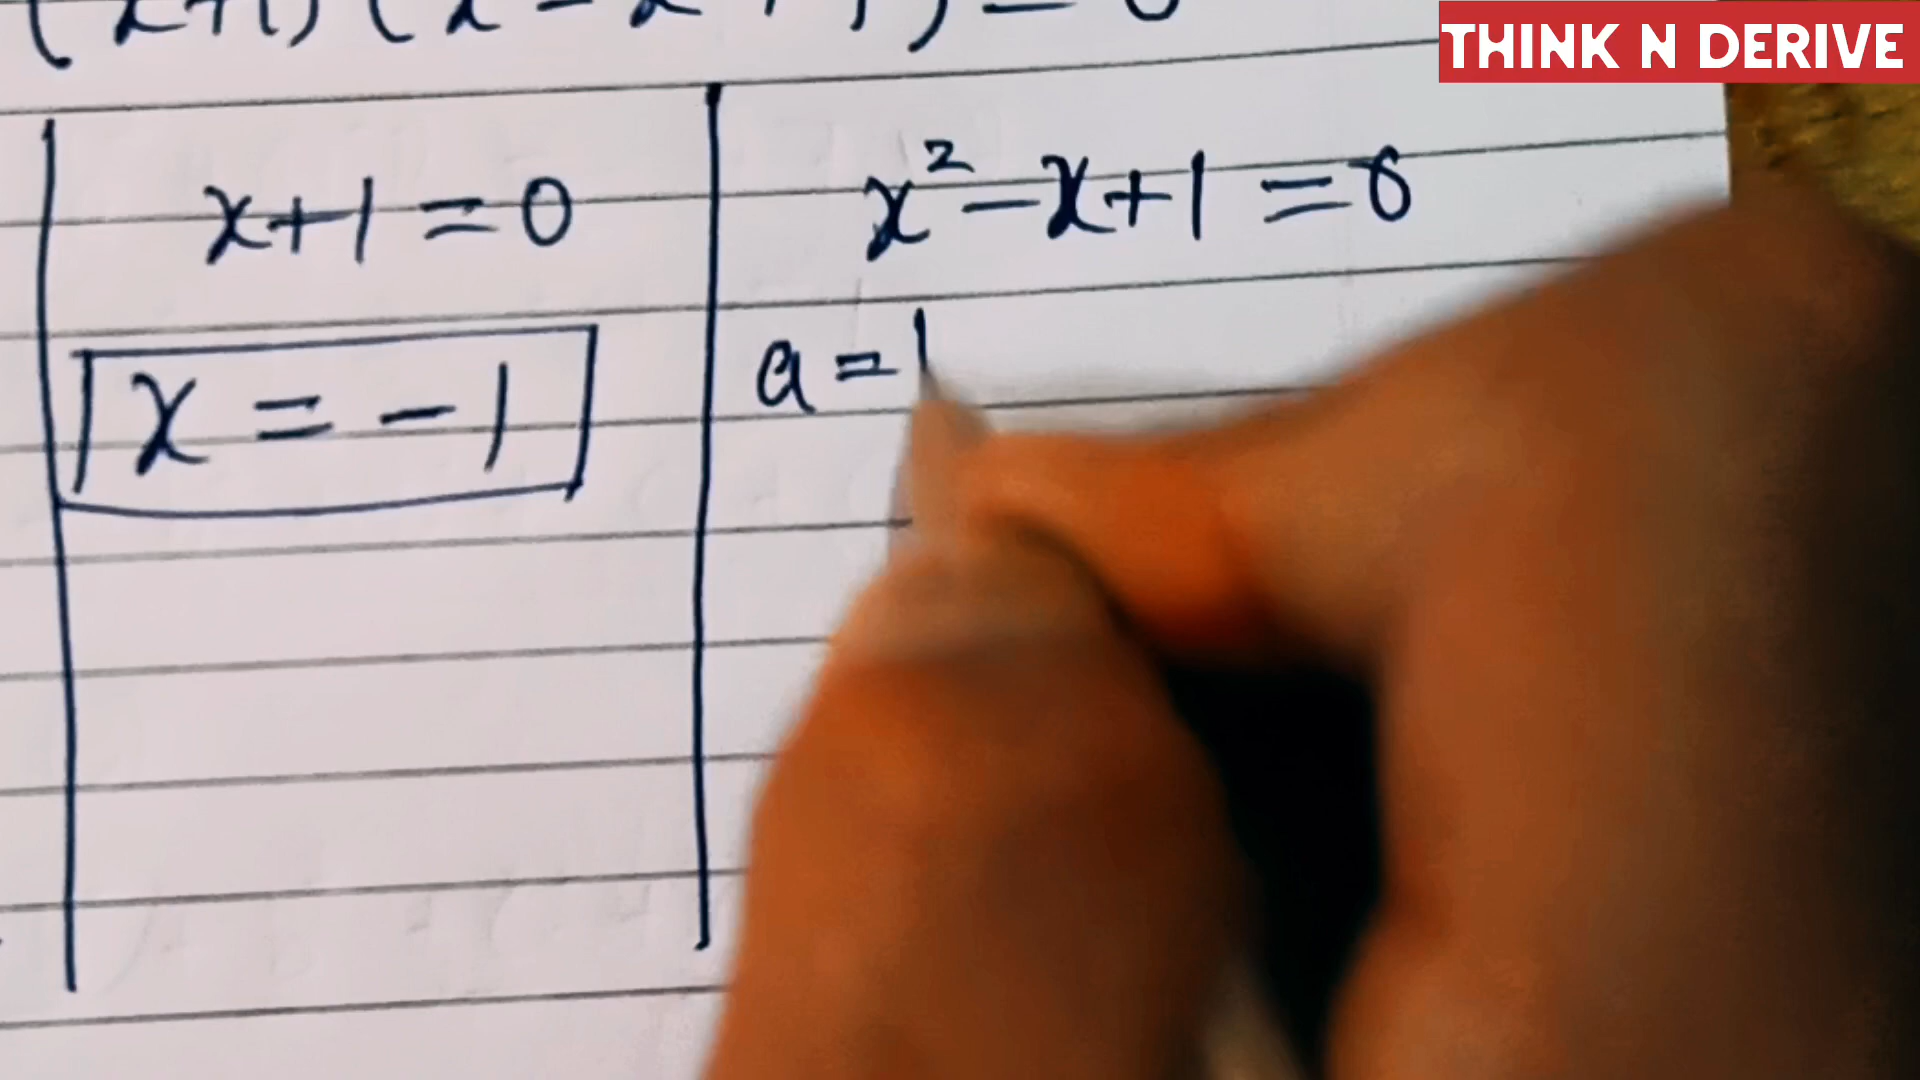 THINK N DERIVE
x+1 = 0
x² - x + 1 = 0
x = -1
a = 1